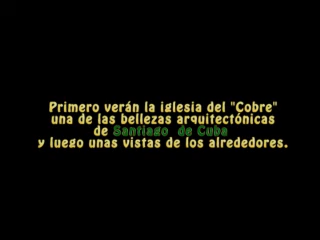 Primero verán la iglesia del "Cobre"
una de las bellezas arquitectónicas
de Santiago de Cuba
y luego unas vistas de los alrededores.